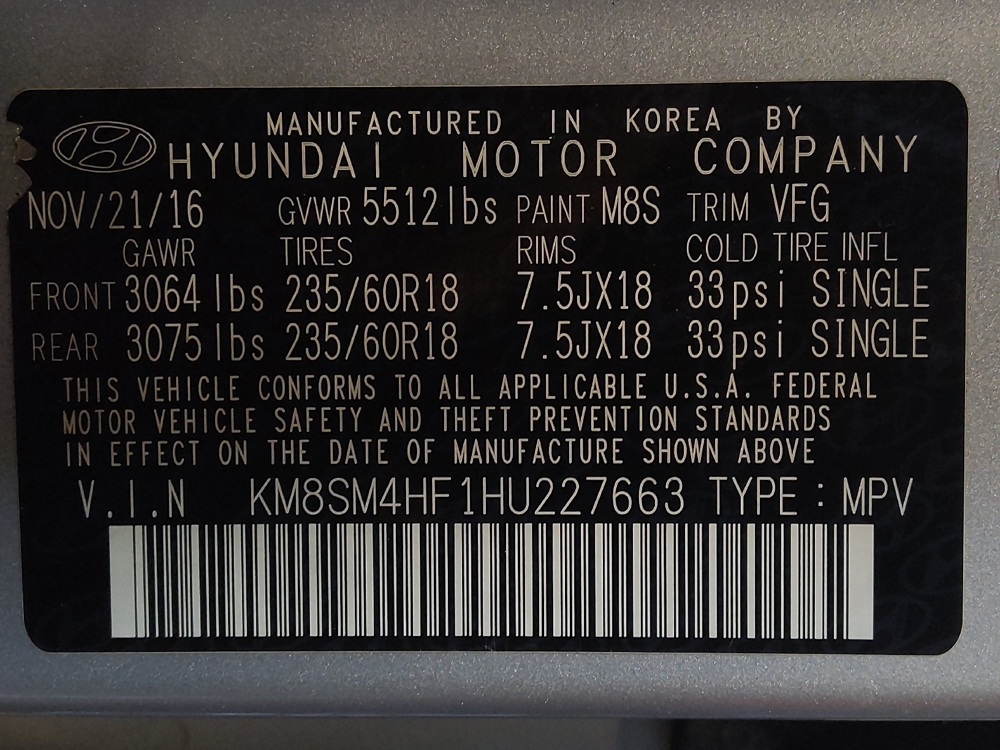 MANUFACTURED IN KOREA BY
HYUNDAI MOTOR COMPANY
NOV/21/16 GVWR 5512lbs PAINT M8S TRIM VFG
GAWR TIRES RIMS COLD TIRE INFL
FRONT 3064lbs 235/60R18 7.5JX18 33psi SINGLE
REAR 3075lbs 235/60R18 7.5JX18 33psi SINGLE
THIS VEHICLE CONFORMS TO ALL APPLICABLE U.S.A. FEDERAL
MOTOR VEHICLE SAFETY AND THEFT PREVENTION STANDARDS
IN EFFECT ON THE DATE OF MANUFACTURE SHOWN ABOVE
V.I.N KM8SM4HF1HU227663 TYPE : MPV